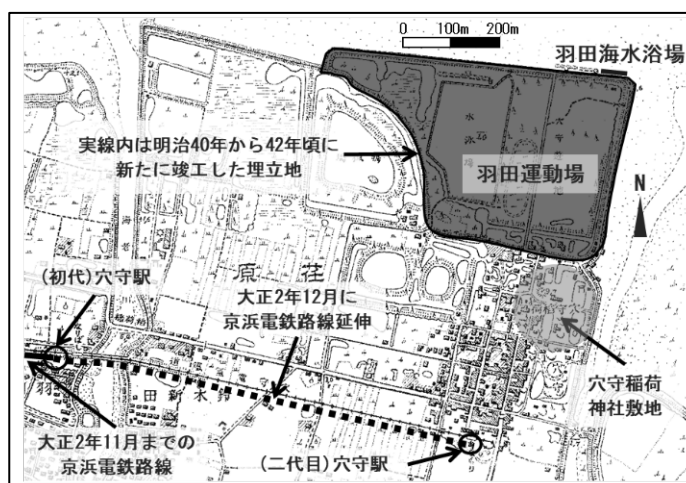 0 100m 200m
羽田海水浴場
実線内は明治40年から42年頃に
新たに竣工した埋立地
羽田運動場
N
(初代)穴守駅
大正2年12月に
京浜電鉄路線延伸
穴守稲荷
神社敷地
大正2年11月までの
京浜電鉄路線
(二代目)穴守駅